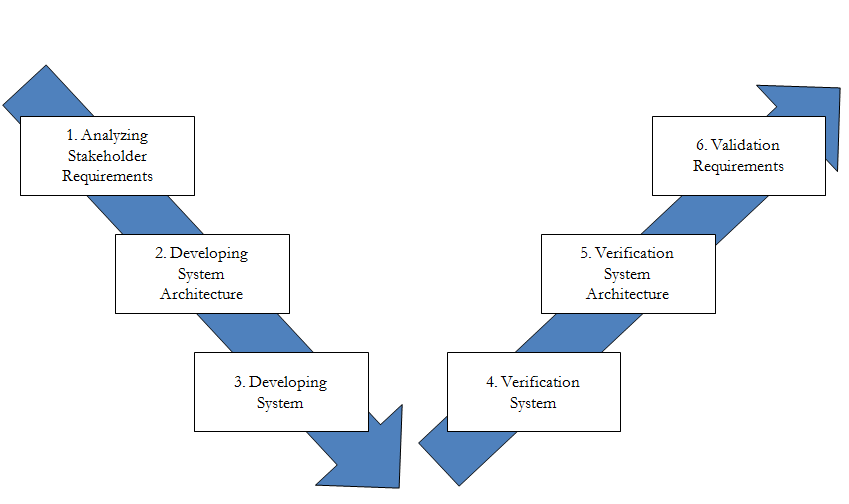 1. Analyzing
Stakeholder
Requirements
2. Developing
System
Architecture
3. Developing
System
4. Verification
System
5. Verification
System
Architecture
6. Validation
Requirements